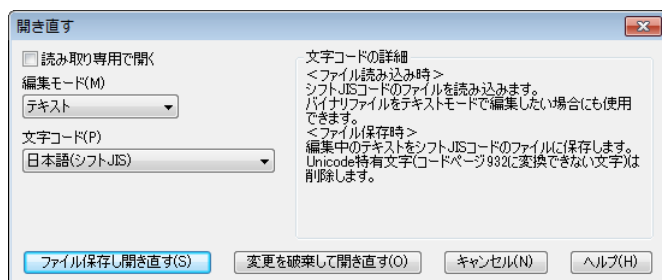 開き直す
読み取り専用で開く
編集モード(M)
テキスト
文字コード(P)
日本語(シフトJIS)
文字コードの詳細
<ファイル読み込み時>
シフトJISコードのファイルを読み込みます。
バイナリファイルをテキストモードで編集したい場合にも使用
できます。
<ファイル保存時>
編集中のテキストをシフトJISコードのファイルに保存します。
Unicode特有文字(コードページ932に変換できない文字)は
削除します。
ファイル保存し開き直す(S)
変更を破棄して開き直す(O)
キャンセル(N)
ヘルプ(H)